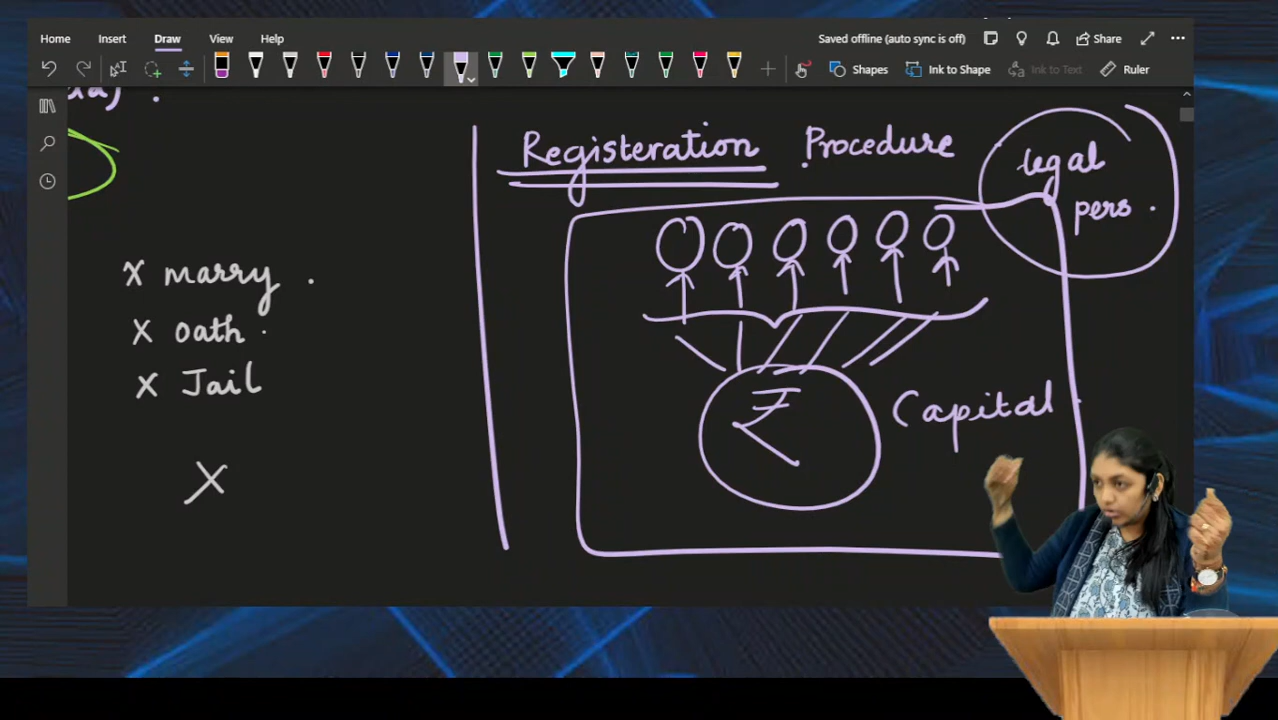 Home Insert Draw View Help Saved offline (auto sync is off) Share
Shapes Ink to Shape Ink to Text Ruler
Registeration Procedure
legal
pers.
X marry.
X oath.
X Jail
X
₹
Capital